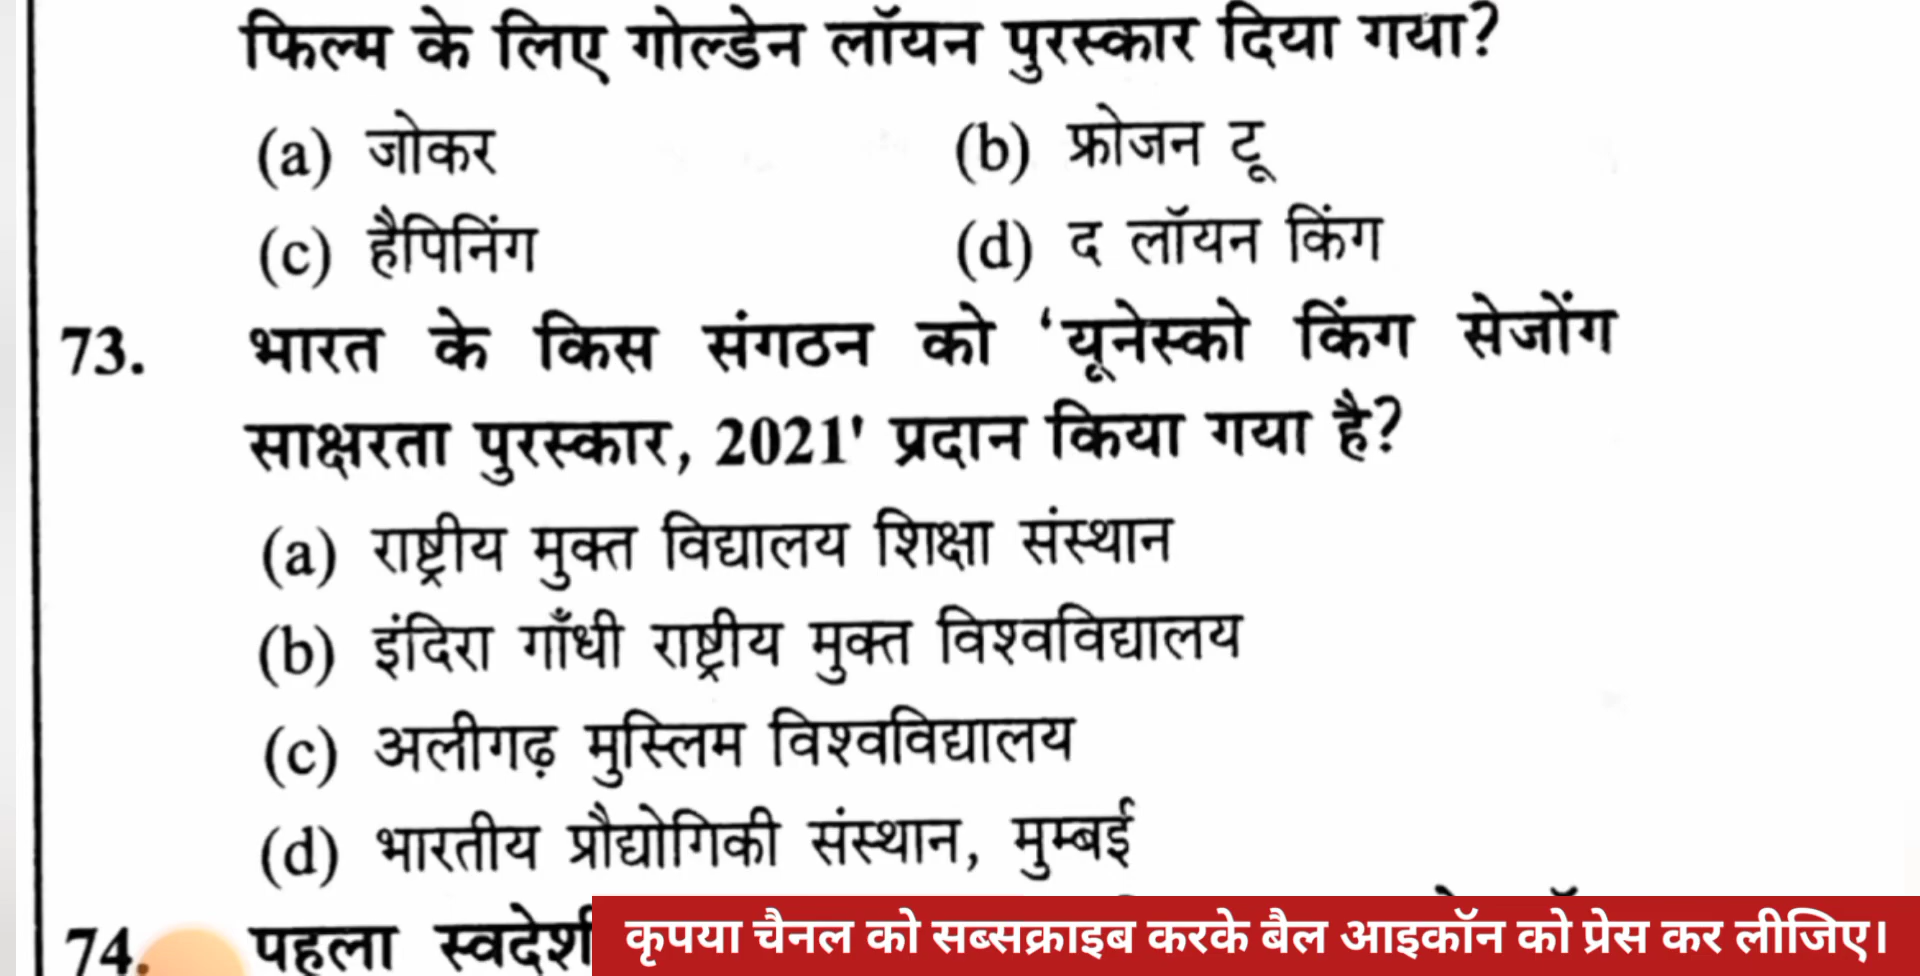 फिल्म के लिए गोल्डेन लॉयन पुरस्कार दिया गया?
(a) जोकर (b) फ्रोजन टू
(c) हैपिनिंग (d) द लॉयन किंग
73. भारत के किस संगठन को 'यूनेस्को किंग सेजोंग
साक्षरता पुरस्कार, 2021' प्रदान किया गया है?
(a) राष्ट्रीय मुक्त विद्यालय शिक्षा संस्थान
(b) इंदिरा गाँधी राष्ट्रीय मुक्त विश्वविद्यालय
(c) अलीगढ़ मुस्लिम विश्वविद्यालय
(d) भारतीय प्रौद्योगिकी संस्थान, मुम्बई
74. पहला स्वदेशी
कृपया चैनल को सब्सक्राइब करके बैल आइकॉन को प्रेस कर लीजिए।